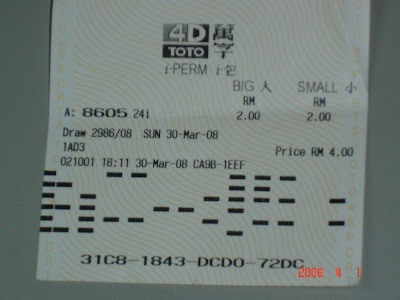 4D 萬字
TOTO
i-PERM i-包
BIG 大 SMALL 小
RM RM
A: 8605 24i 2.00 2.00
Draw 2986/08 SUN 30-Mar-08
1AD3 Price RM 4.00
021001 18:11 30-Mar-08 CA9B-1EEF
31C8-1843-DCD0-72DC
2008 4 1